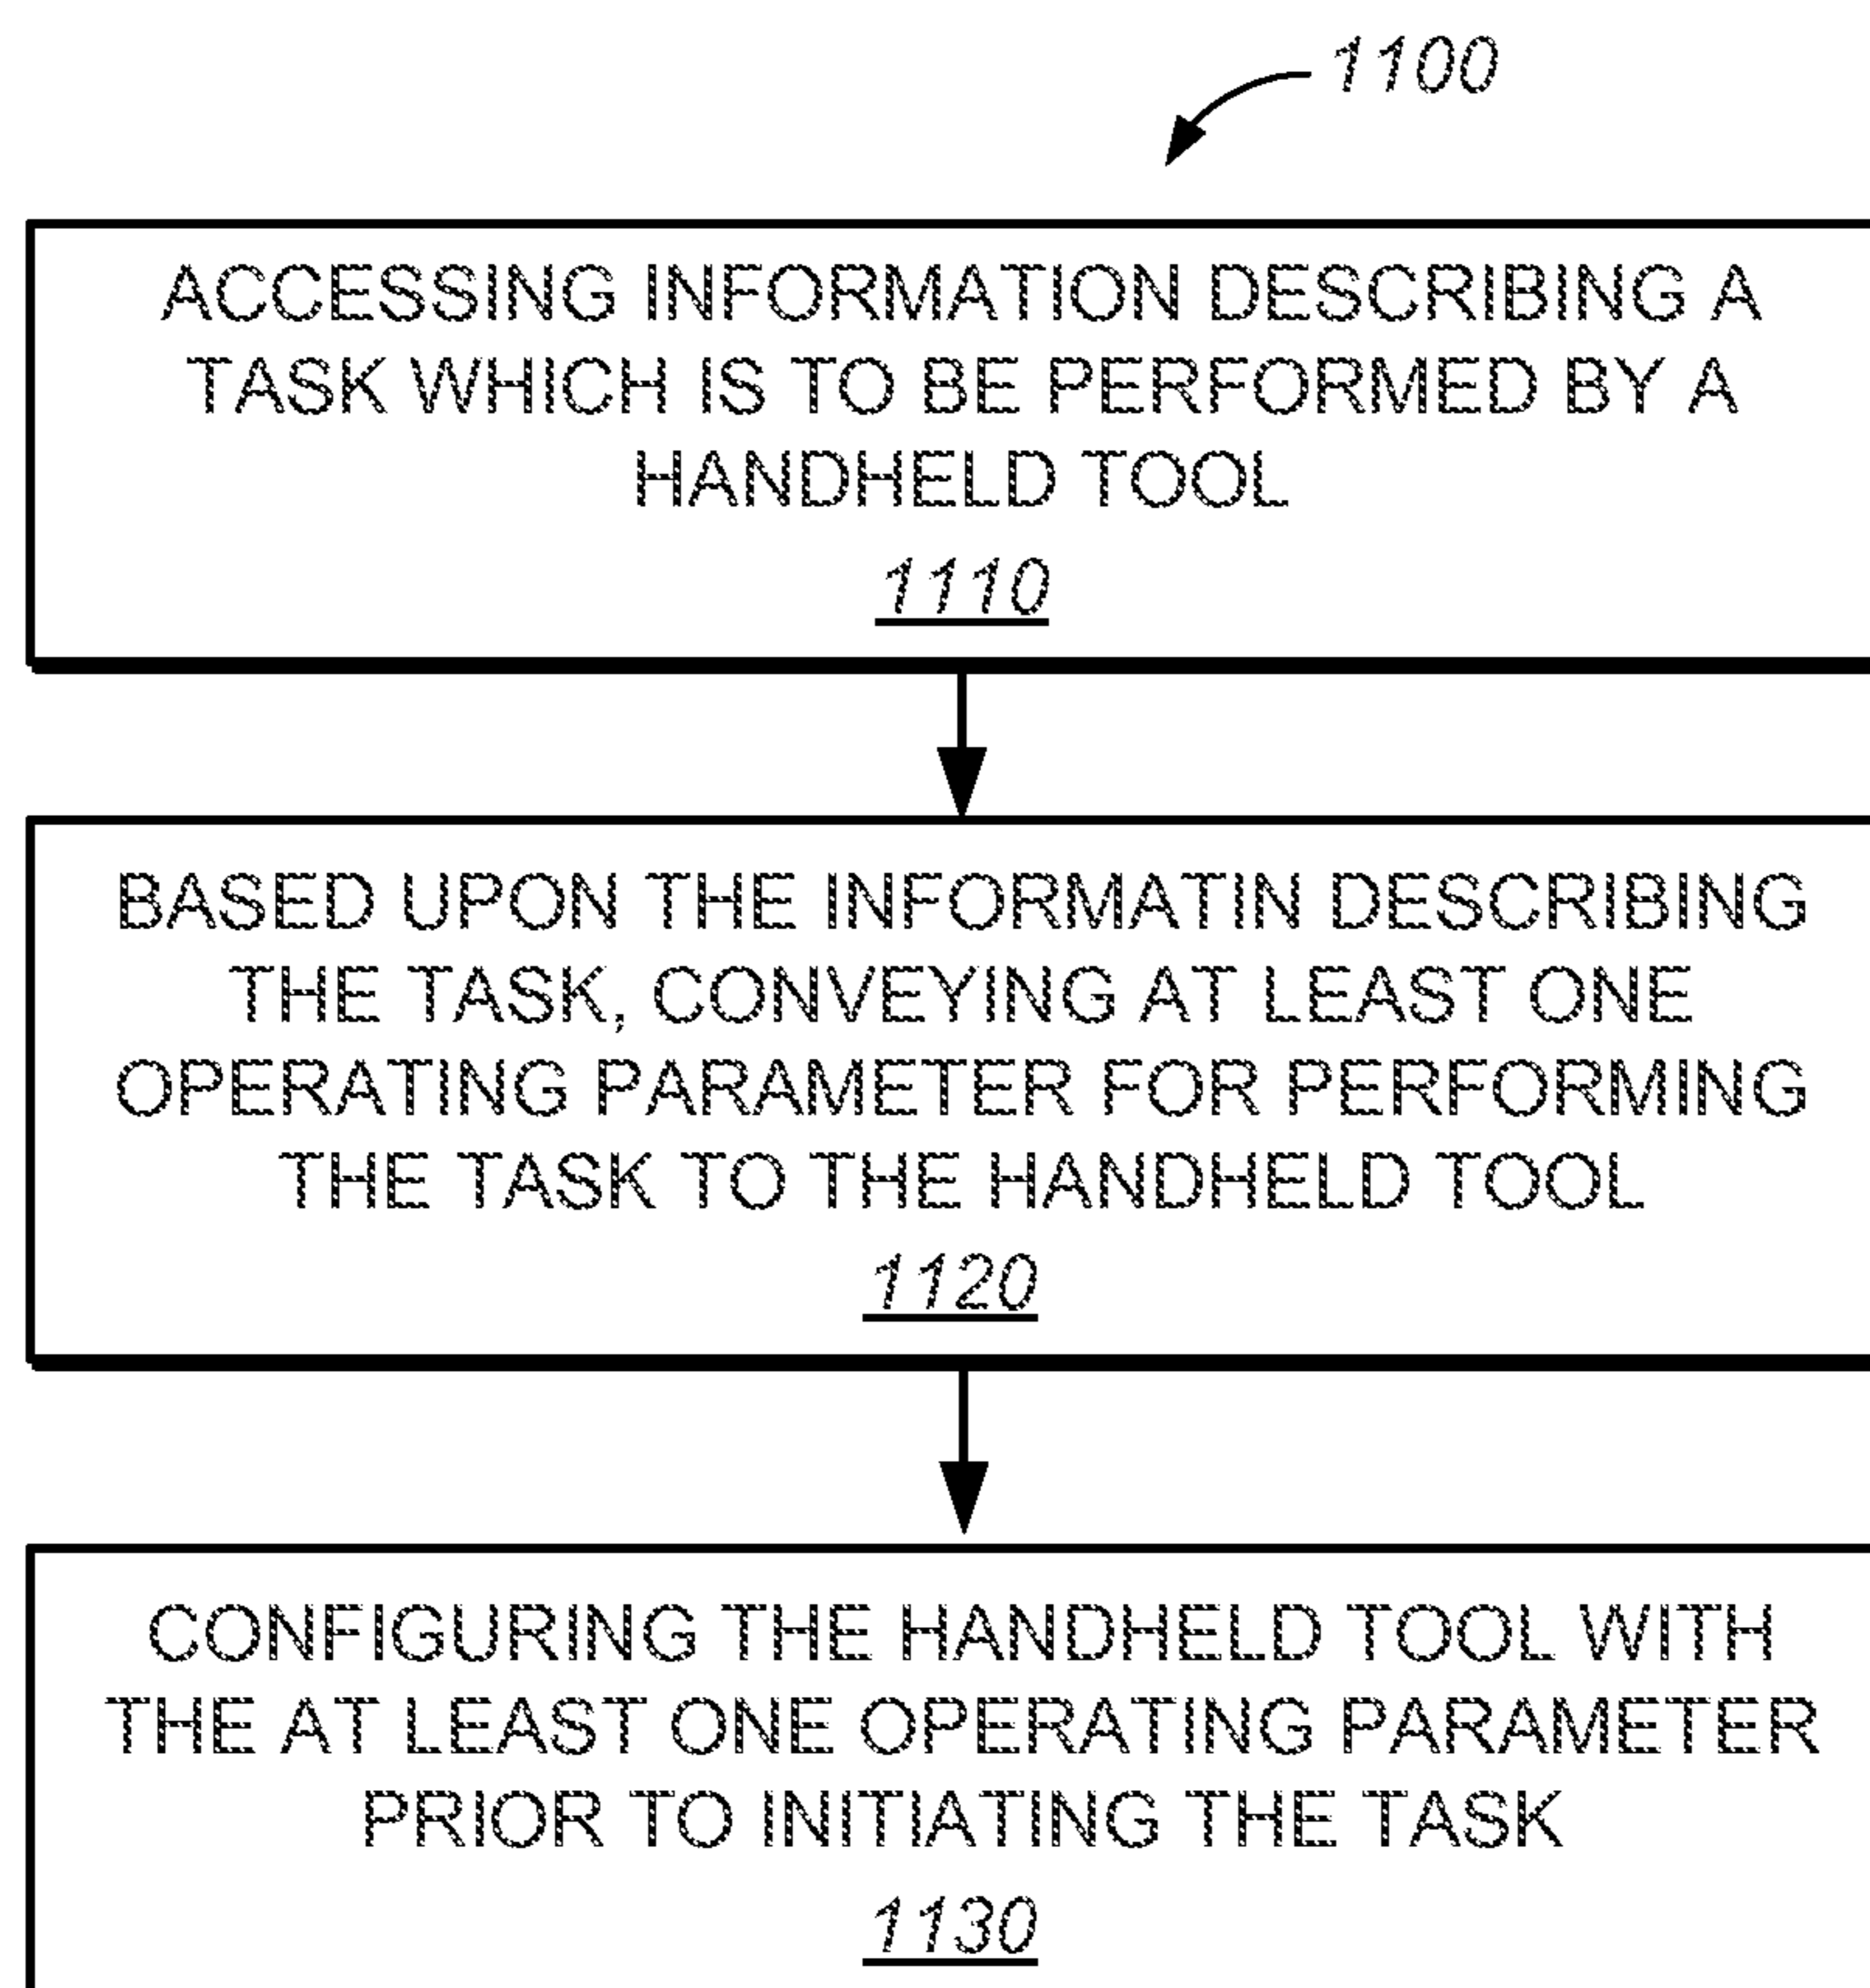 1100
ACCESSING INFORMATION DESCRIBING A
TASK WHICH IS TO BE PERFORMED BY A
HANDHELD TOOL
1110
BASED UPON THE INFORMATIN DESCRIBING
THE TASK, CONVEYING AT LEAST ONE
OPERATING PARAMETER FOR PERFORMING
THE TASK TO THE HANDHELD TOOL
1120
CONFIGURING THE HANDHELD TOOL WITH
THE AT LEAST ONE OPERATING PARAMETER
PRIOR TO INITIATING THE TASK
1130